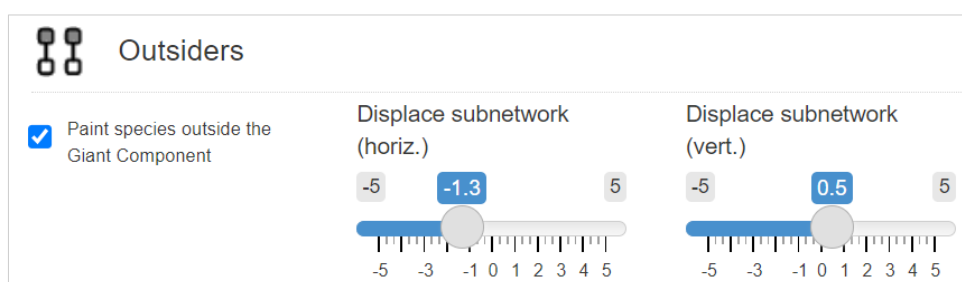 Outsiders
Paint species outside the
Giant Component
Displace subnetwork
(horiz.)
-5 -1.3 5
-5 -3 -1 0 1 2 3 4 5
Displace subnetwork
(vert.)
-5 0.5 5
-5 -3 -1 0 1 2 3 4 5